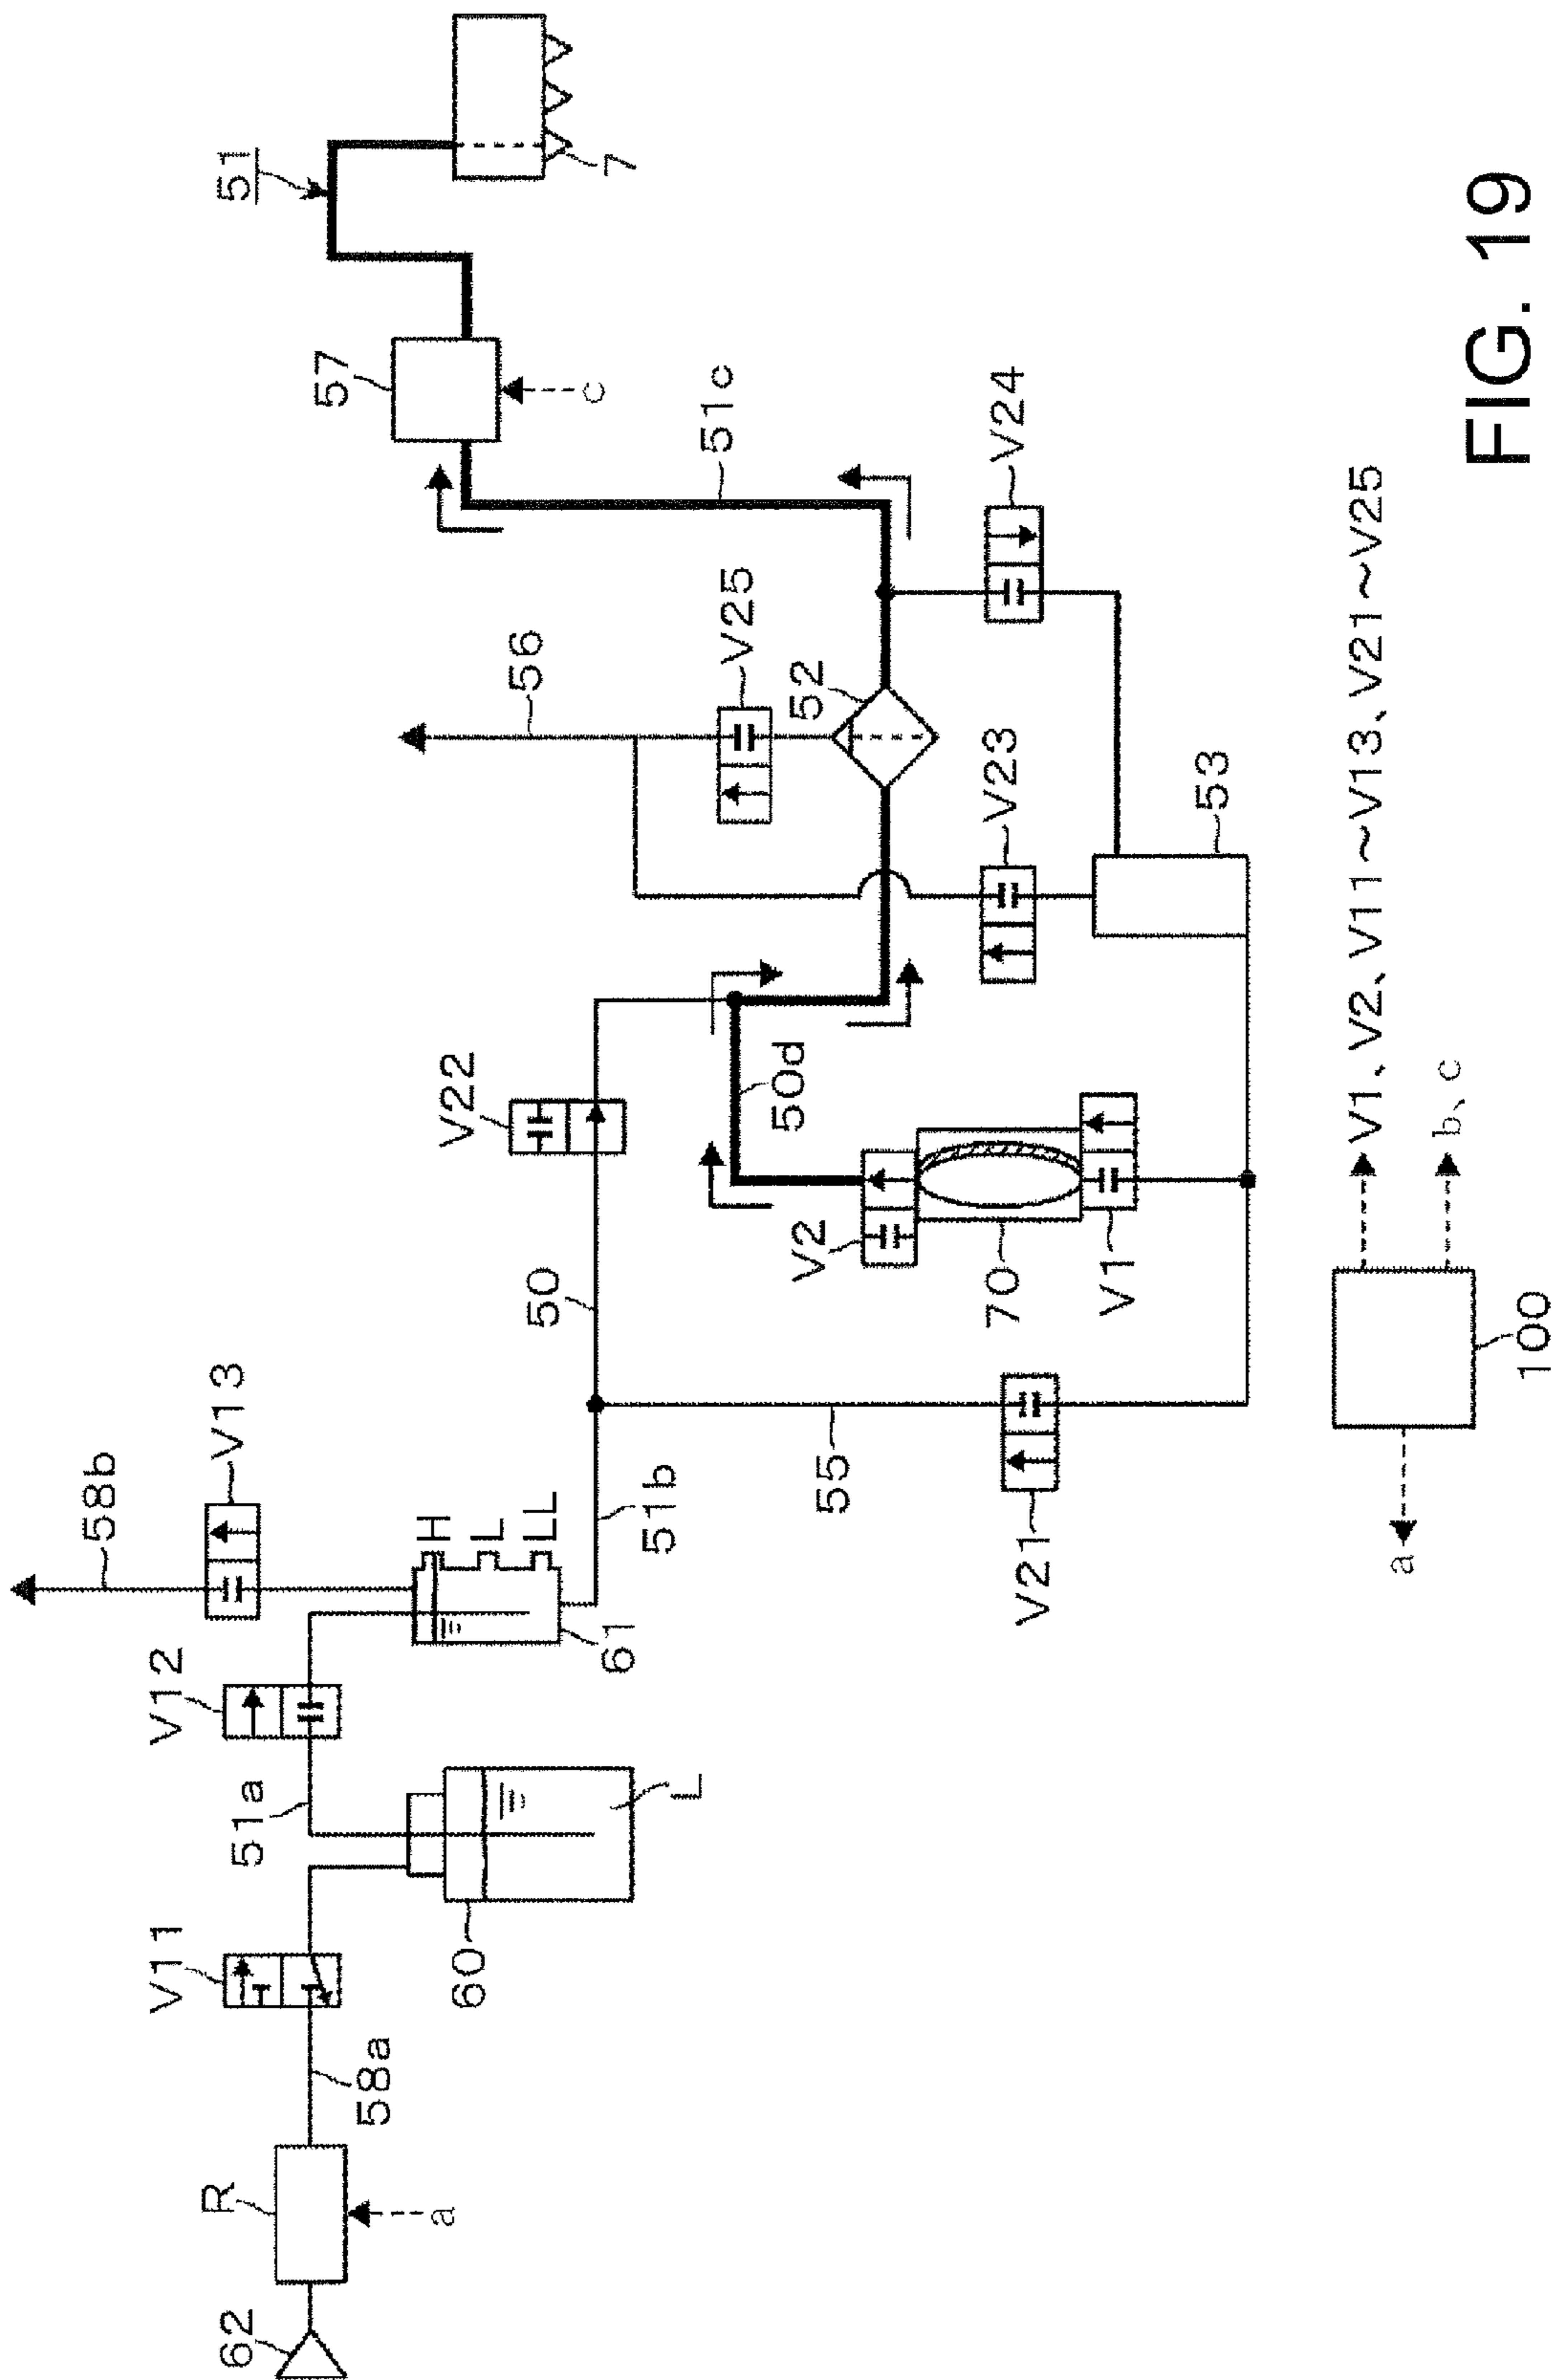 62
R
a
58a
V11
60
51a
L
V12
58b
V13
H
L
LL
61
51b
50
55
V21
V22
V2
70
V1
50d
56
V25
52
V23
53
V24
51c
57
c
51
7
100
a
V1、V2、V11～V13、V21～V25
b、c
FIG. 19